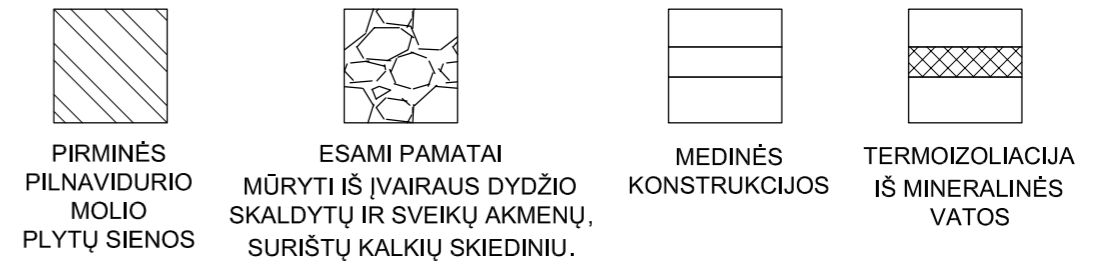 PIRMINĖS
PILNAVIDURIO
MOLIO
PLYTŲ SIENOS
ESAMI PAMATAI
MŪRYTI IŠ ĮVAIRAUS DYDŽIO
SKALDYTŲ IR SVEIKŲ AKMENŲ,
SURIŠTŲ KALKIŲ SKIEDINIU.
MEDINĖS
KONSTRUKCIJOS
TERMOIZOLIACIJA
IŠ MINERALINĖS
VATOS